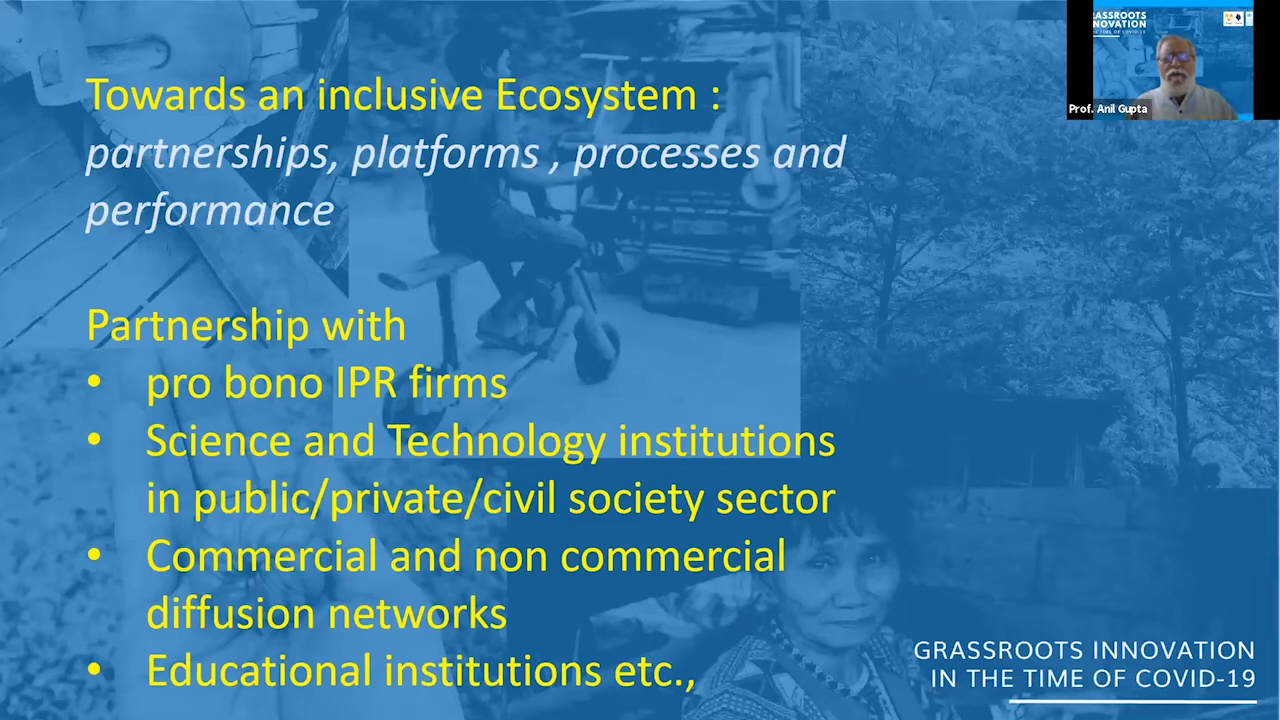 Towards an inclusive Ecosystem :
partnerships, platforms , processes and
performance
Partnership with
• pro bono IPR firms
• Science and Technology institutions
in public/private/civil society sector
• Commercial and non commercial
diffusion networks
• Educational institutions etc.,
GRASSROOTS INNOVATION
IN THE TIME OF COVID-19
Prof. Anil Gupta